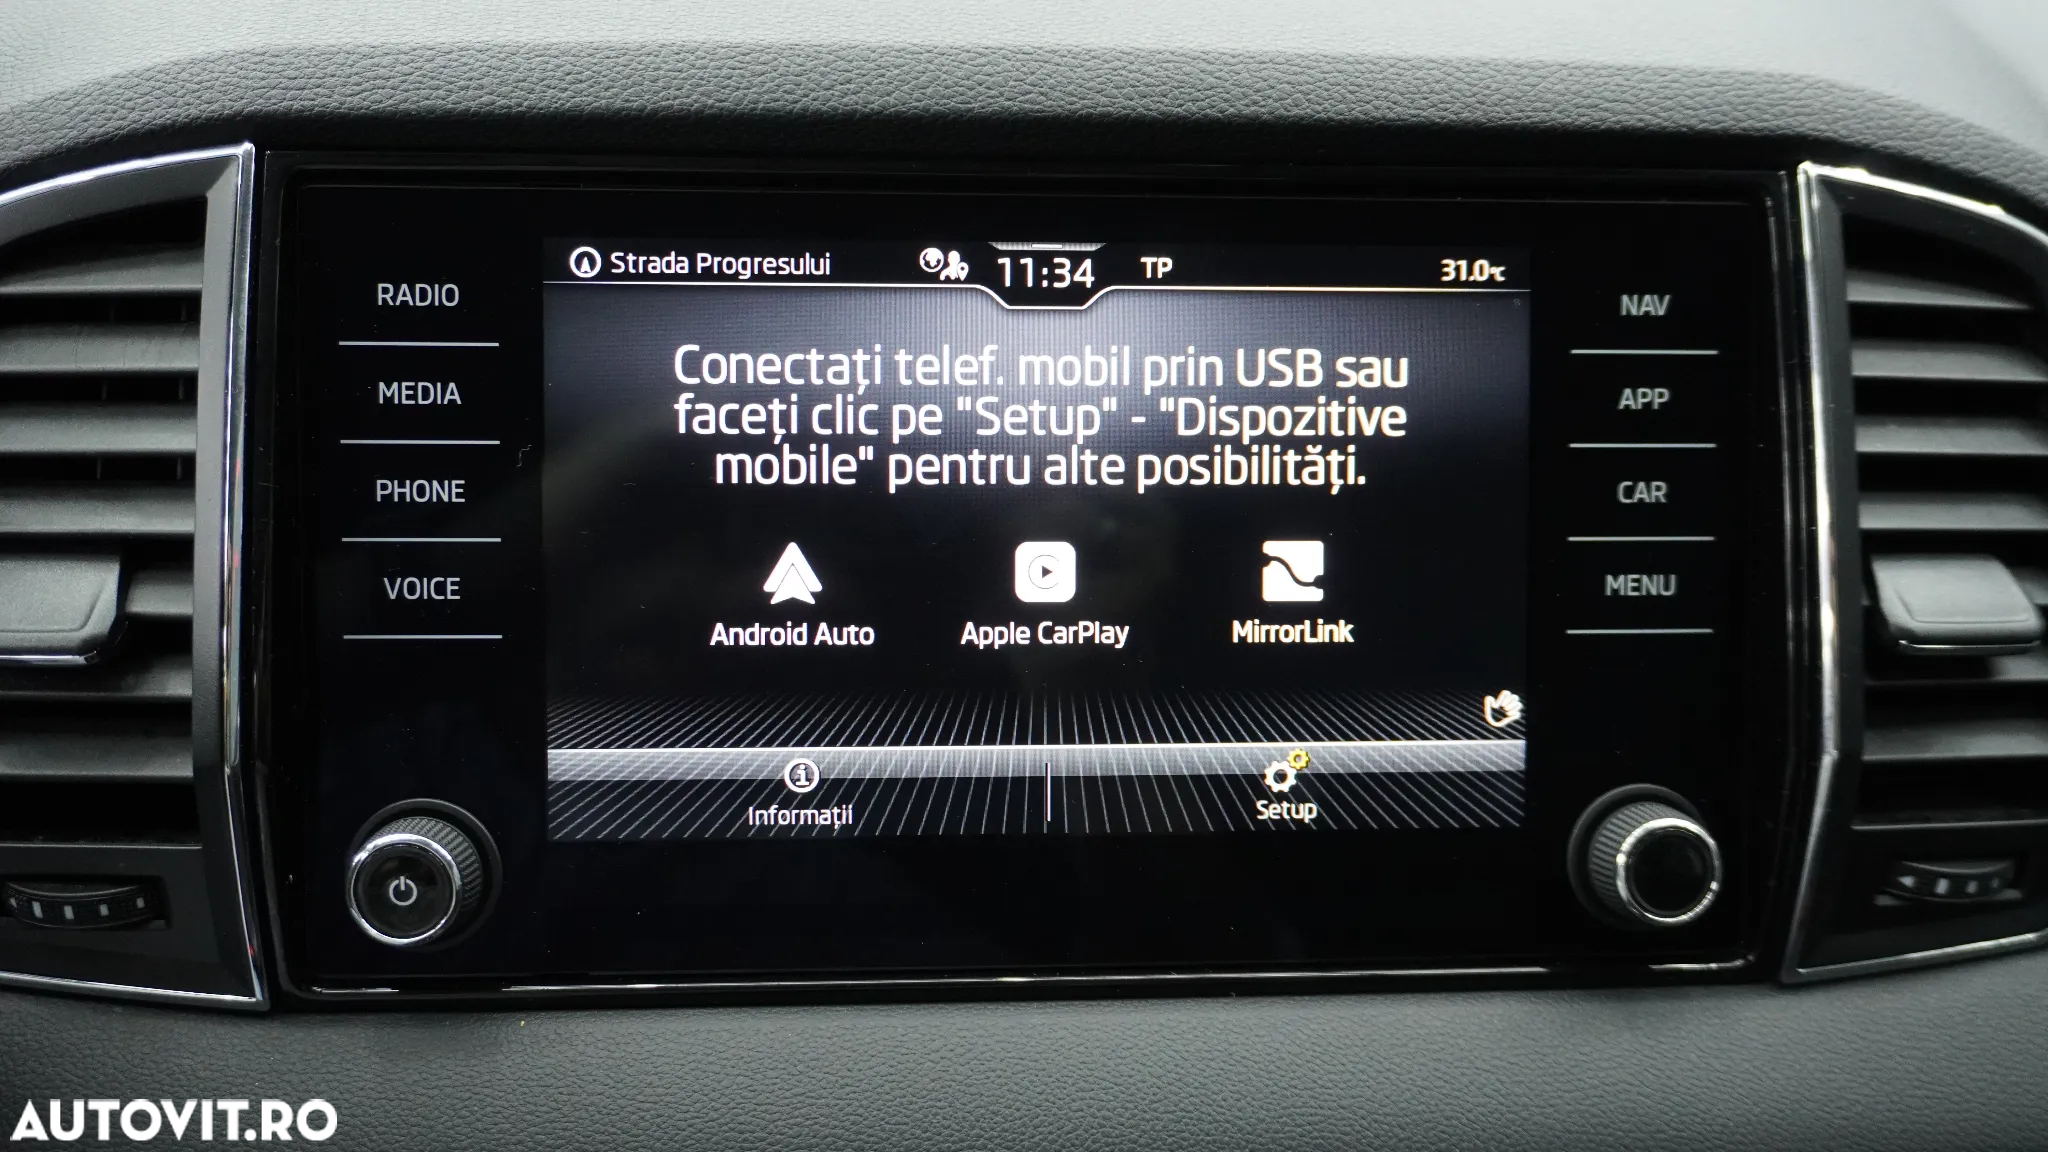 Strada Progresului
11:34
TP
31.0°C
RADIO
MEDIA
PHONE
VOICE
Conectați telef. mobil prin USB sau
faceți clic pe "Setup" - "Dispozitive
mobile" pentru alte posibilități.
Android Auto
Apple CarPlay
MirrorLink
Informații
Setup
NAV
APP
CAR
MENU
AUTOVIT.RO